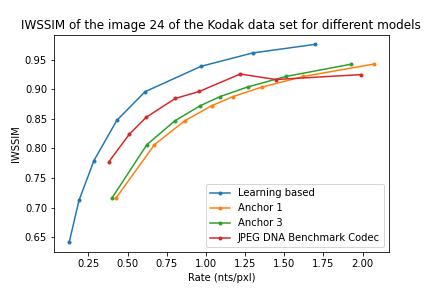 IWSSIM of the image 24 of the Kodak data set for different models
IWSSIM
0.95
0.90
0.85
0.80
0.75
0.70
0.65
Learning based
Anchor 1
Anchor 3
JPEG DNA Benchmark Codec
0.25 0.50 0.75 1.00 1.25 1.50 1.75 2.00
Rate (nts/pxl)